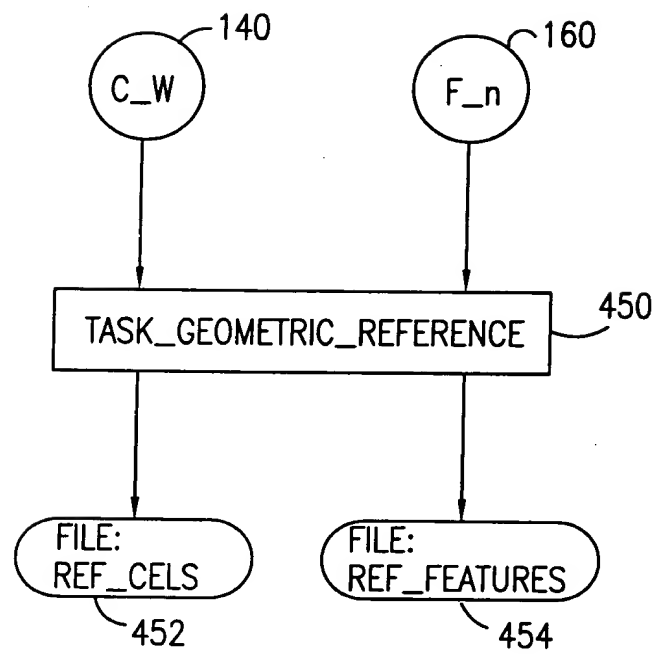 140
160
C_W
F_n
450
TASK_GEOMETRIC_REFERENCE
FILE:
REF_CELS
FILE:
REF_FEATURES
452
454